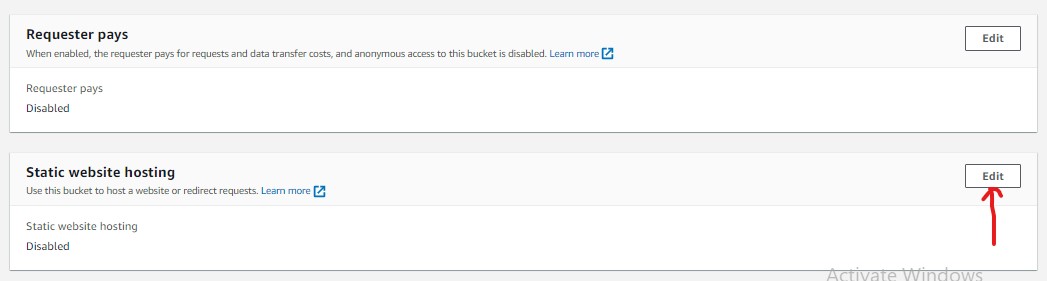 Requester pays
Edit
When enabled, the requester pays for requests and data transfer costs, and anonymous access to this bucket is disabled. Learn more
Requester pays
Disabled
Static website hosting
Edit
Use this bucket to host a website or redirect requests. Learn more
Static website hosting
Disabled
Activate Windows